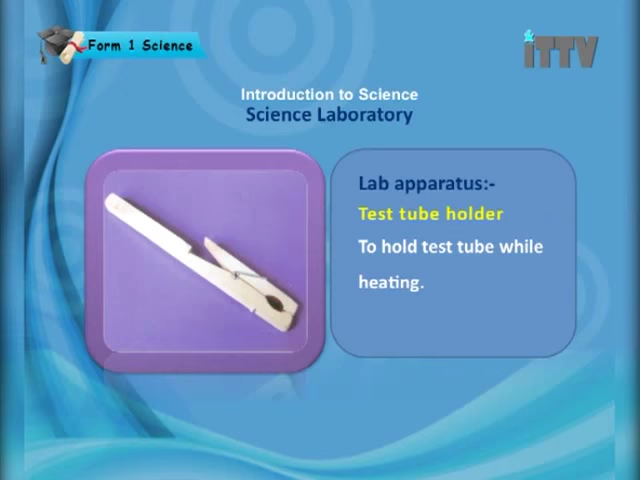 Form 1 Science
iTTV
Introduction to Science
Science Laboratory
Lab apparatus:-
Test tube holder
To hold test tube while
heating.